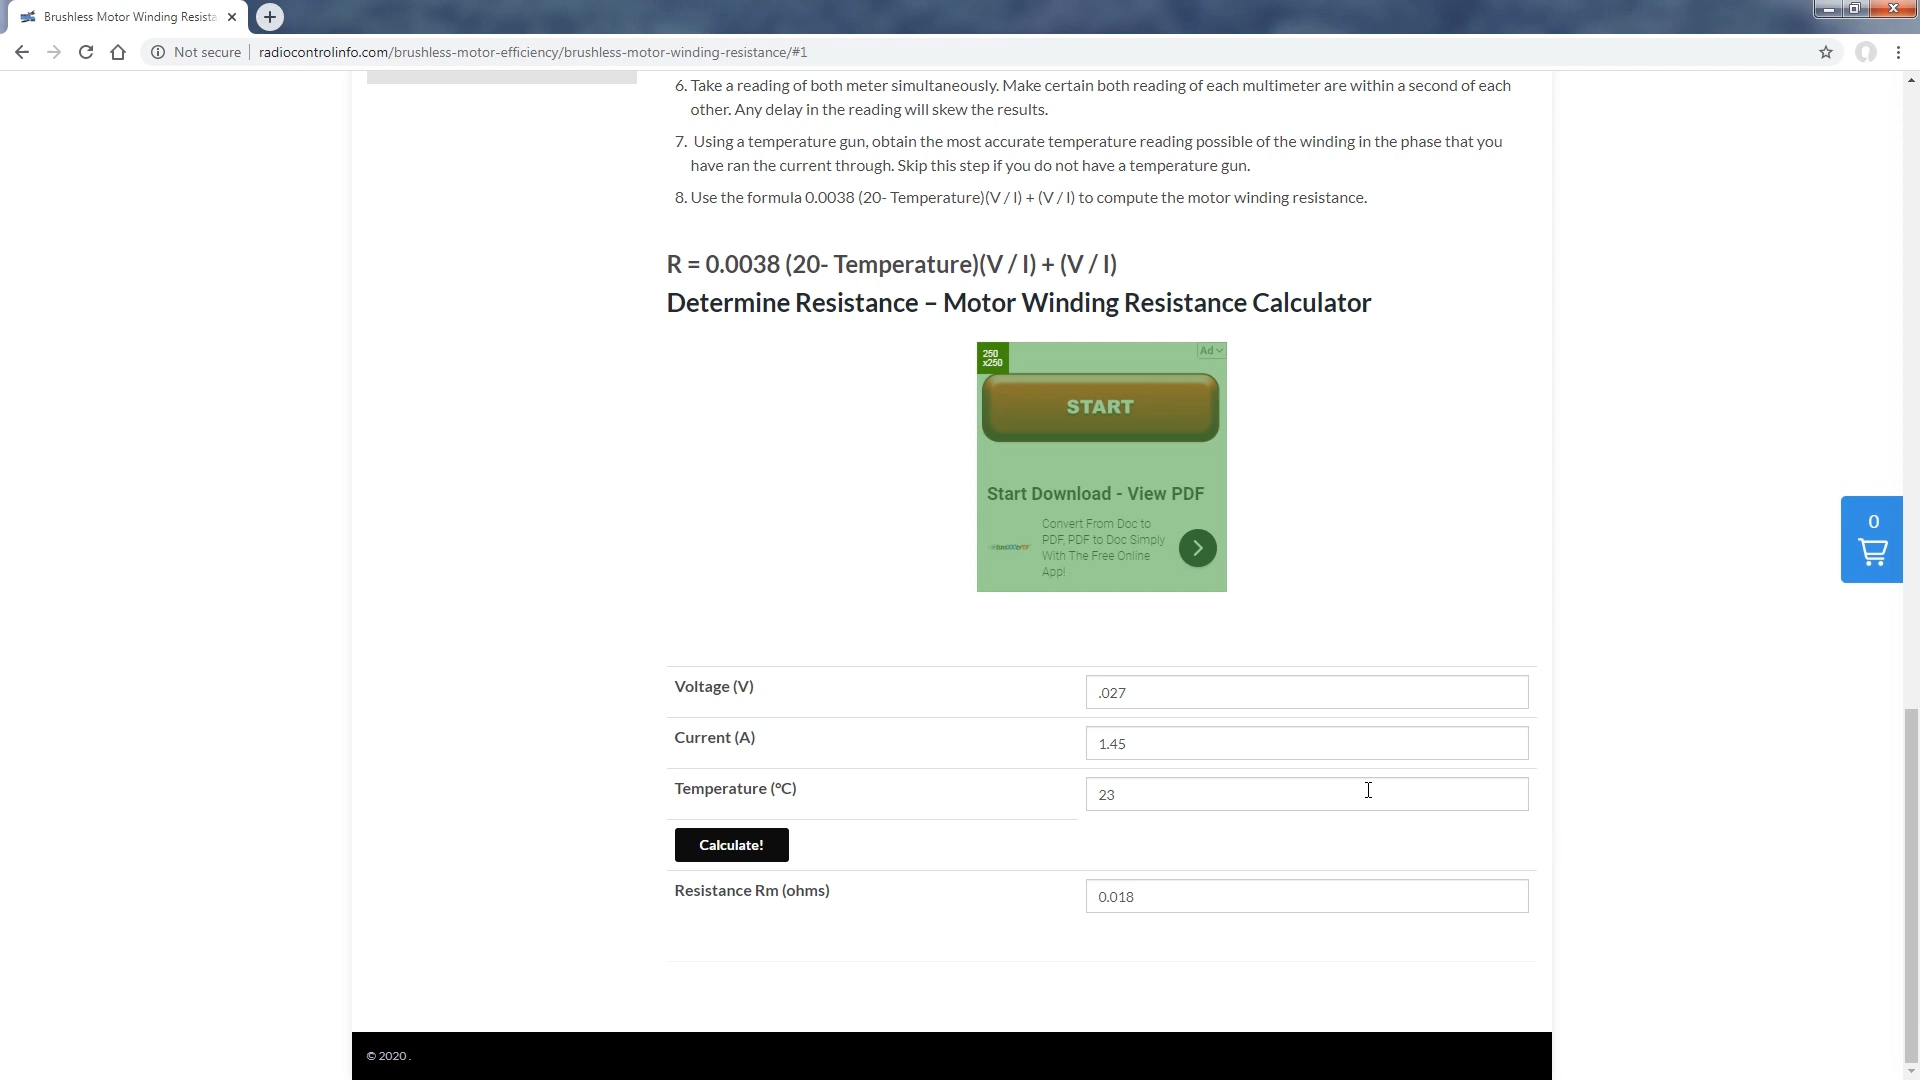 Brushless Motor Winding Resista
Not secure
radiocontrolinfo.com/brushless-motor-efficiency/brushless-motor-winding-resistance/#1
6. Take a reading of both meter simultaneously. Make certain both reading of each multimeter are within a second of each
other. Any delay in the reading will skew the results.
7. Using a temperature gun, obtain the most accurate temperature reading possible of the winding in the phase that you
have ran the current through. Skip this step if you do not have a temperature gun.
8. Use the formula 0.0038 (20- Temperature)(V / I) + (V / I) to compute the motor winding resistance.
R = 0.0038 (20- Temperature)(V / I) + (V / I)
Determine Resistance – Motor Winding Resistance Calculator
250
x250
Ad
START
Start Download - View PDF
Convert From Doc to
PDF, PDF to Doc Simply
With The Free Online
App!
0
Voltage (V)
.027
Current (A)
1.45
Temperature (°C)
23
Calculate!
Resistance Rm (ohms)
0.018
© 2020 .